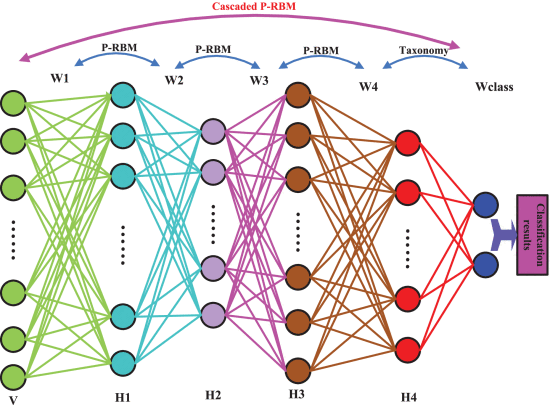 Cascaded P-RBM
P-RBM
P-RBM
P-RBM
Taxonomy
W1
W2
W3
W4
Wclass
Classification
results
V
H1
H2
H3
H4